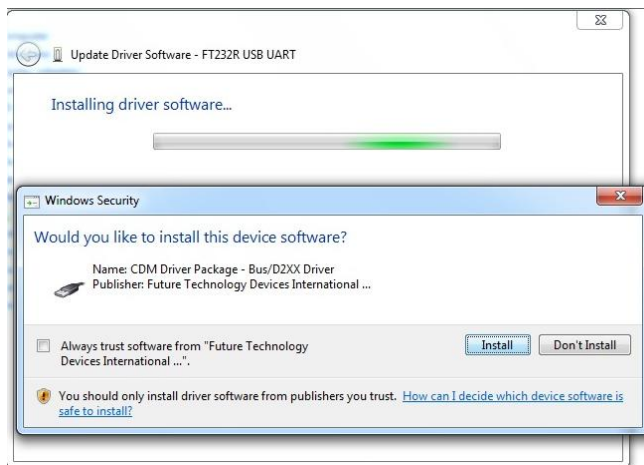 Update Driver Software - FT232R USB UART
Installing driver software...
Windows Security
Would you like to install this device software?
Name: CDM Driver Package - Bus/D2XX Driver
Publisher: Future Technology Devices International ...
Always trust software from "Future Technology
Devices International ...".
Install
Don't Install
You should only install driver software from publishers you trust. How can I decide which device software is
safe to install?